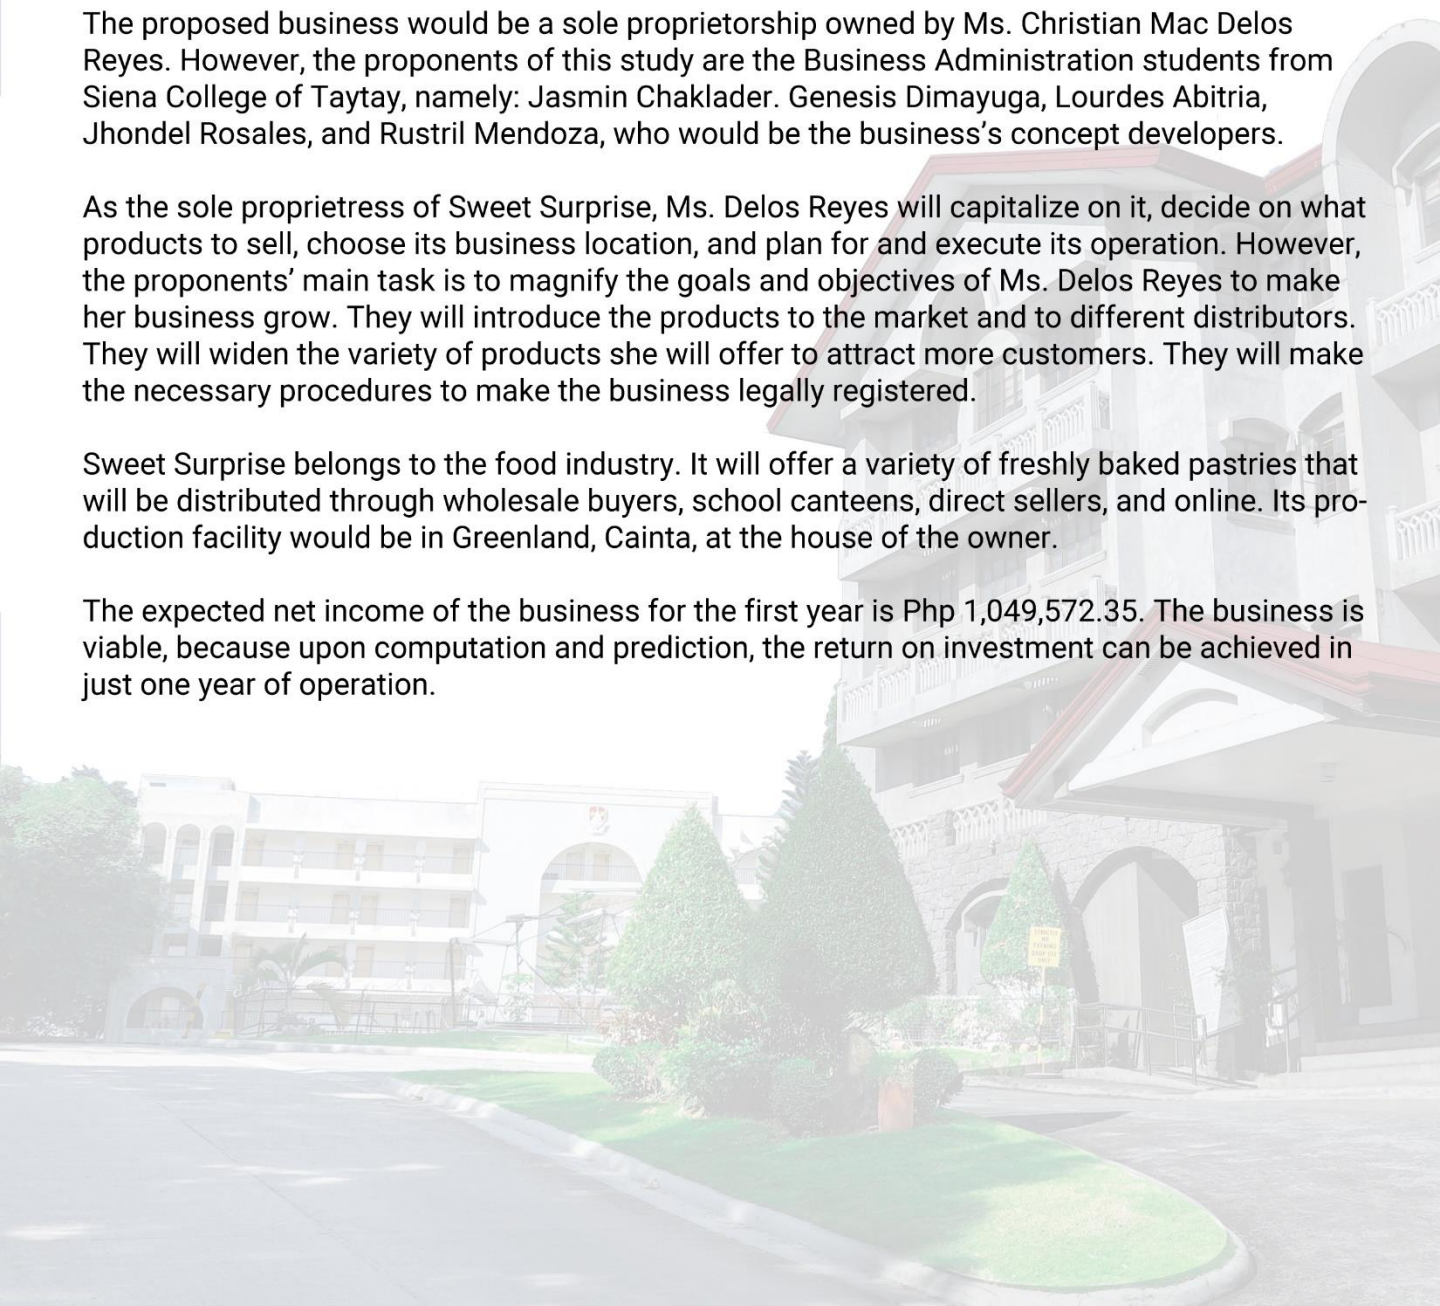 The proposed business would be a sole proprietorship owned by Ms. Christian Mac Delos
Reyes. However, the proponents of this study are the Business Administration students from
Siena College of Taytay, namely: Jasmin Chaklader. Genesis Dimayuga, Lourdes Abitria,
Jhondel Rosales, and Rustril Mendoza, who would be the business’s concept developers.
As the sole proprietress of Sweet Surprise, Ms. Delos Reyes will capitalize on it, decide on what
products to sell, choose its business location, and plan for and execute its operation. However,
the proponents’ main task is to magnify the goals and objectives of Ms. Delos Reyes to make
her business grow. They will introduce the products to the market and to different distributors.
They will widen the variety of products she will offer to attract more customers. They will make
the necessary procedures to make the business legally registered.
Sweet Surprise belongs to the food industry. It will offer a variety of freshly baked pastries that
will be distributed through wholesale buyers, school canteens, direct sellers, and online. Its pro-
duction facility would be in Greenland, Cainta, at the house of the owner.
The expected net income of the business for the first year is Php 1,049,572.35. The business is
viable, because upon computation and prediction, the return on investment can be achieved in
just one year of operation.